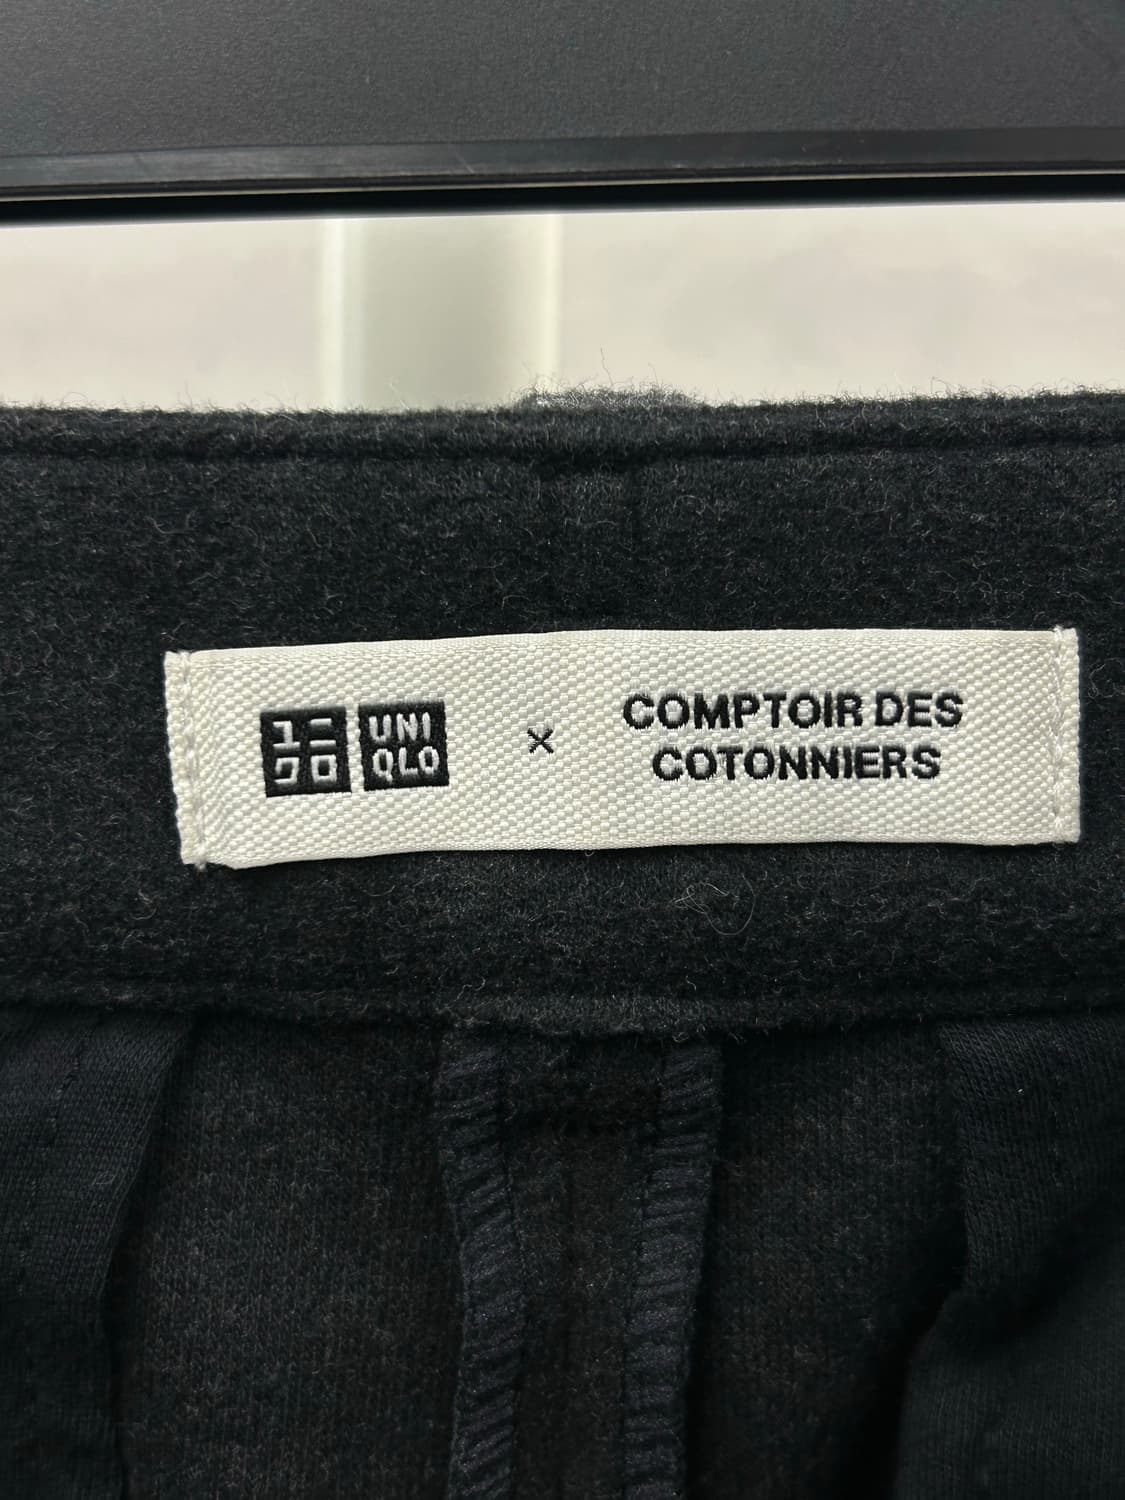 ユニ
クロ
UNI
QLO
×
COMPTOIR DES
COTONNIERS